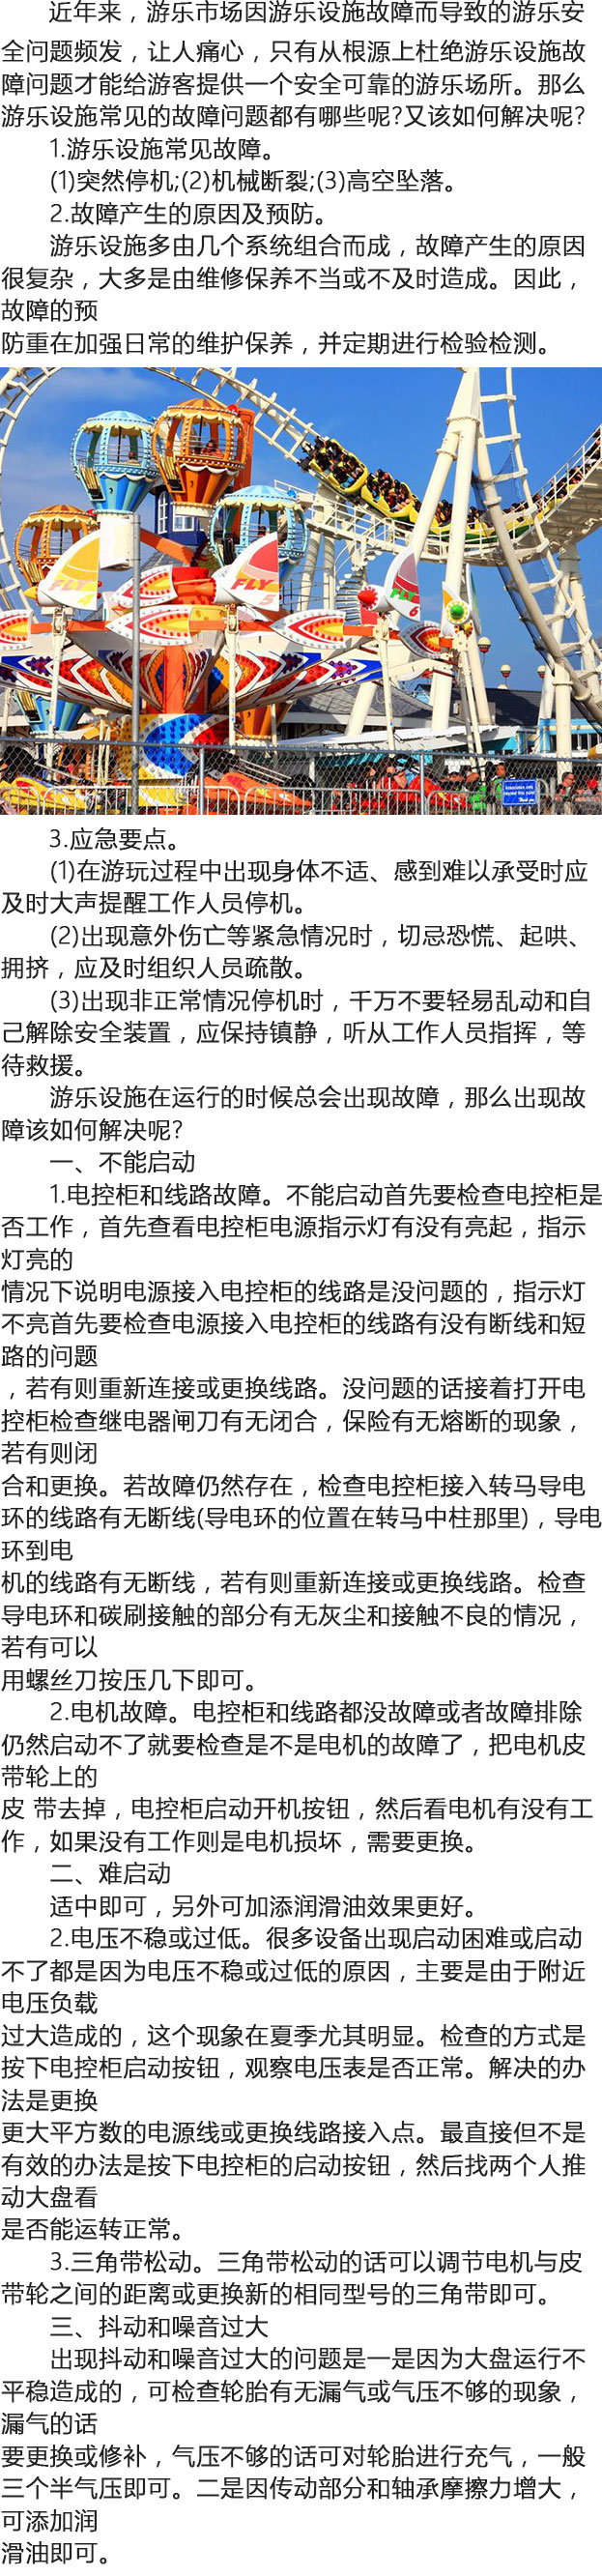 近年来，游乐市场因游乐设施故障而导致的游乐安
全问题频发，让人痛心，只有从根源上杜绝游乐设施故
障问题才能给游客提供一个安全可靠的游乐场所。那么
游乐设施常见的故障问题都有哪些呢?又该如何解决呢?
1.游乐设施常见故障。
(1)突然停机;(2)机械断裂;(3)高空坠落。
2.故障产生的原因及预防。
游乐设施多由几个系统组合而成，故障产生的原因
很复杂，大多是由维修保养不当或不及时造成。因此，
故障的预
防重在加强日常的维护保养，并定期进行检验检测。
FLY
FLY
FLY
6
3.应急要点。
(1)在游玩过程中出现身体不适、感到难以承受时应
及时大声提醒工作人员停机。
(2)出现意外伤亡等紧急情况时，切忌恐慌、起哄、
拥挤，应及时组织人员疏散。
(3)出现非正常情况停机时，千万不要轻易乱动和自
己解除安全装置，应保持镇静，听从工作人员指挥，等
待救援。
游乐设施在运行的时候总会出现故障，那么出现故
障该如何解决呢?
一、不能启动
1.电控柜和线路故障。不能启动首先要检查电控柜是
否工作，首先查看电控柜电源指示灯有没有亮起，指示
灯亮的
情况下说明电源接入电控柜的线路是没问题的，指示灯
不亮首先要检查电源接入电控柜的线路有没有断线和短
路的问题
，若有则重新连接或更换线路。没问题的话接着打开电
控柜检查继电器闸刀有无闭合，保险有无熔断的现象，
若有则闭
合和更换。若故障仍然存在，检查电控柜接入转马导电
环的线路有无断线(导电环的位置在转马中柱那里)，导电
环到电
机的线路有无断线，若有则重新连接或更换线路。检查
导电环和碳刷接触的部分有无灰尘和接触不良的情况，
若有可以
用螺丝刀按压几下即可。
2.电机故障。电控柜和线路都没故障或者故障排除
仍然启动不了就要检查是不是电机的故障了，把电机皮
带轮上的
皮 带去掉，电控柜启动开机按钮，然后看电机有没有工
作，如果没有工作则是电机损坏，需要更换。
二、难启动
适中即可，另外可加添润滑油效果更好。
2.电压不稳或过低。很多设备出现启动困难或启动
不了都是因为电压不稳或过低的原因，主要是由于附近
电压负载
过大造成的，这个现象在夏季尤其明显。检查的方式是
按下电控柜启动按钮，观察电压表是否正常。解决的办
法是更换
更大平方数的电源线或更换线路接入点。最直接但不是
有效的办法是按下电控柜的启动按钮，然后找两个人推
动大盘看
是否能运转正常。
3.三角带松动。三角带松动的话可以调节电机与皮
带轮之间的距离或更换新的相同型号的三角带即可。
三、抖动和噪音过大
出现抖动和噪音过大的问题是一是因为大盘运行不
平稳造成的，可检查轮胎有无漏气或气压不够的现象，
漏气的话
要更换或修补，气压不够的话可对轮胎进行充气，一般
三个半气压即可。二是因传动部分和轴承摩擦力增大，
可添加润
滑油即可。